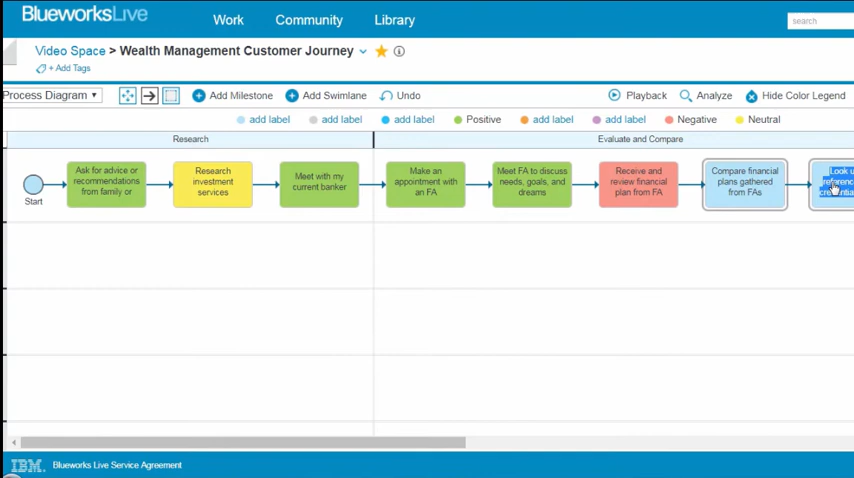 BlueworksLive
Work Community Library search
Video Space > Wealth Management Customer Journey
+ Add Tags
Process Diagram Add Milestone Add Swimlane Undo Playback Analyze Hide Color Legend
add label add label add label Positive add label add label Negative Neutral
Research Evaluate and Compare
Start
Ask for advice or
recommendations
from family or
Research
investment
services
Meet with my
current banker
Make an
appointment with
an FA
Meet FA to discuss
needs, goals, and
dreams
Receive and
review financial
plan from FA
Compare financial
plans gathered
from FAs
Look
IBM. Blueworks Live Service Agreement